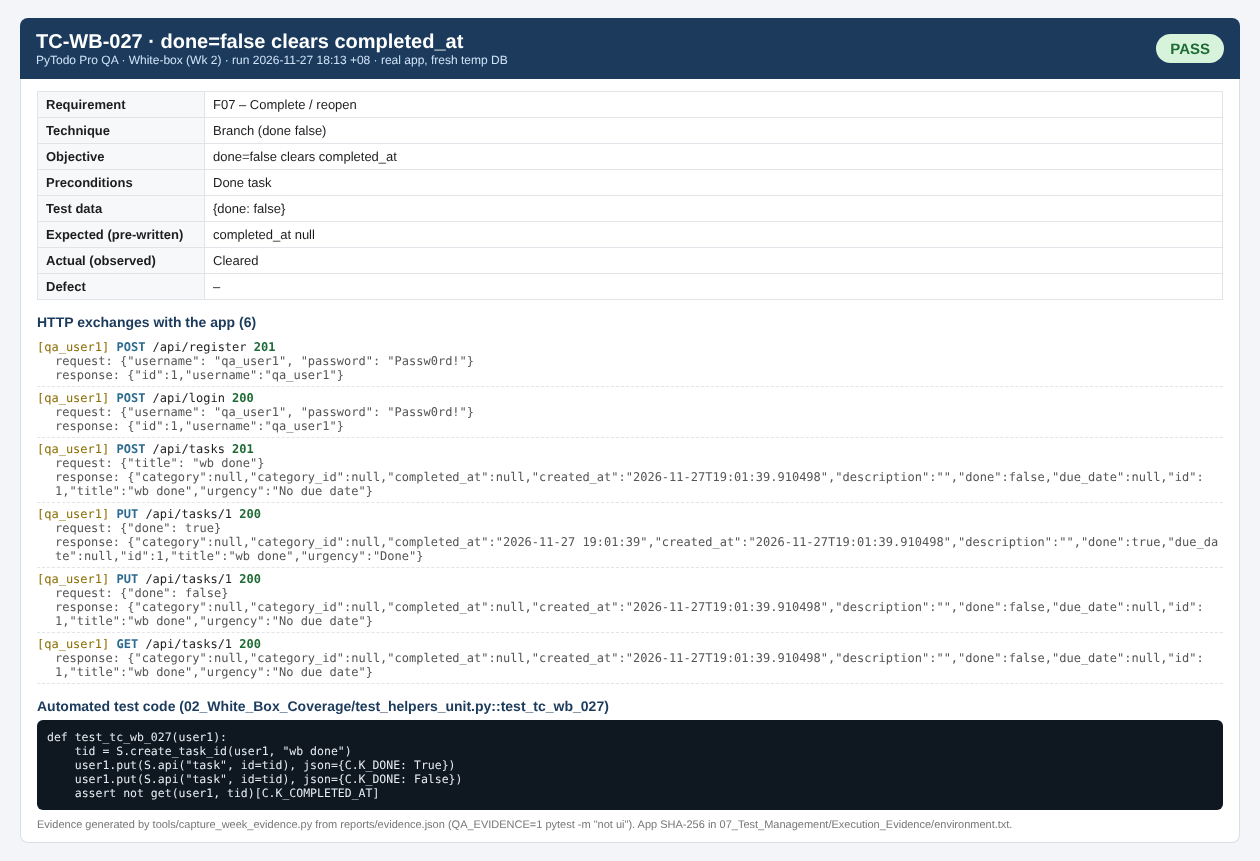 TC-WB-027 · done=false clears completed_at
PyTodo Pro QA · White-box (Wk 2) · run 2026-11-27 18:13 +08 · real app, fresh temp DB
PASS
Requirement F07 – Complete / reopen
Technique Branch (done false)
Objective done=false clears completed_at
Preconditions Done task
Test data {done: false}
Expected (pre-written) completed_at null
Actual (observed) Cleared
Defect –
HTTP exchanges with the app (6)
[qa_user1] POST /api/register 201
request: {"username": "qa_user1", "password": "Passw0rd!"}
response: {"id":1,"username":"qa_user1"}
[qa_user1] POST /api/login 200
request: {"username": "qa_user1", "password": "Passw0rd!"}
response: {"id":1,"username":"qa_user1"}
[qa_user1] POST /api/tasks 201
request: {"title": "wb done"}
response: {"category":null,"category_id":null,"completed_at":null,"created_at":"2026-11-27T19:01:39.910498","description":"","done":false,"due_date":null,"id":
1,"title":"wb done","urgency":"No due date"}
[qa_user1] PUT /api/tasks/1 200
request: {"done": true}
response: {"category":null,"category_id":null,"completed_at":"2026-11-27 19:01:39","created_at":"2026-11-27T19:01:39.910498","description":"","done":true,"due_da
te":null,"id":1,"title":"wb done","urgency":"Done"}
[qa_user1] PUT /api/tasks/1 200
request: {"done": false}
response: {"category":null,"category_id":null,"completed_at":null,"created_at":"2026-11-27T19:01:39.910498","description":"","done":false,"due_date":null,"id":
1,"title":"wb done","urgency":"No due date"}
[qa_user1] GET /api/tasks/1 200
response: {"category":null,"category_id":null,"completed_at":null,"created_at":"2026-11-27T19:01:39.910498","description":"","done":false,"due_date":null,"id":
1,"title":"wb done","urgency":"No due date"}
Automated test code (02_White_Box_Coverage/test_helpers_unit.py::test_tc_wb_027)
def test_tc_wb_027(user1):
    tid = S.create_task_id(user1, "wb done")
    user1.put(S.api("task", id=tid), json={C.K_DONE: True})
    user1.put(S.api("task", id=tid), json={C.K_DONE: False})
    assert not get(user1, tid)[C.K_COMPLETED_AT]
Evidence generated by tools/capture_week_evidence.py from reports/evidence.json (QA_EVIDENCE=1 pytest -m "not ui"). App SHA-256 in 07_Test_Management/Execution_Evidence/environment.txt.